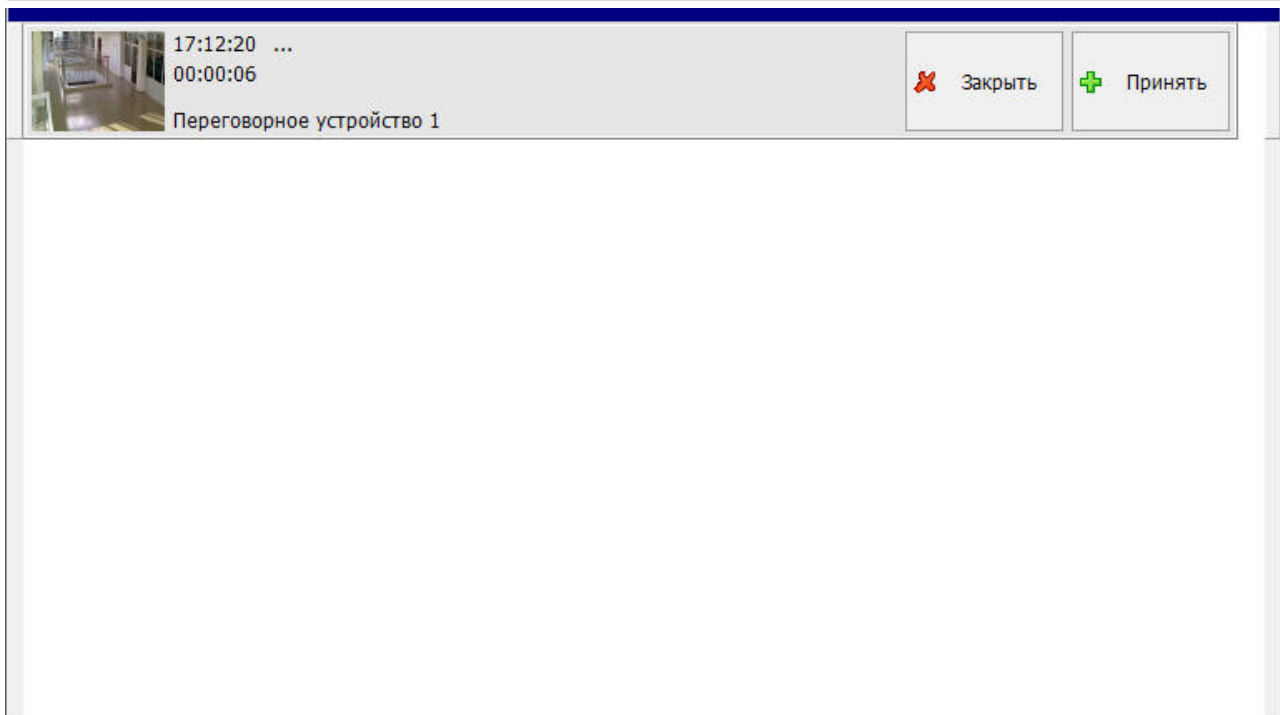 17:12:20 ...
00:00:06
Переговорное устройство 1
Закрыть
Принять